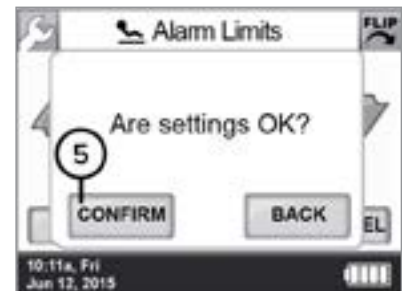 Alarm Limits
FLIP
Are settings OK?
5
CONFIRM
BACK
EL
10:11a, Fri
Jun 12, 2015